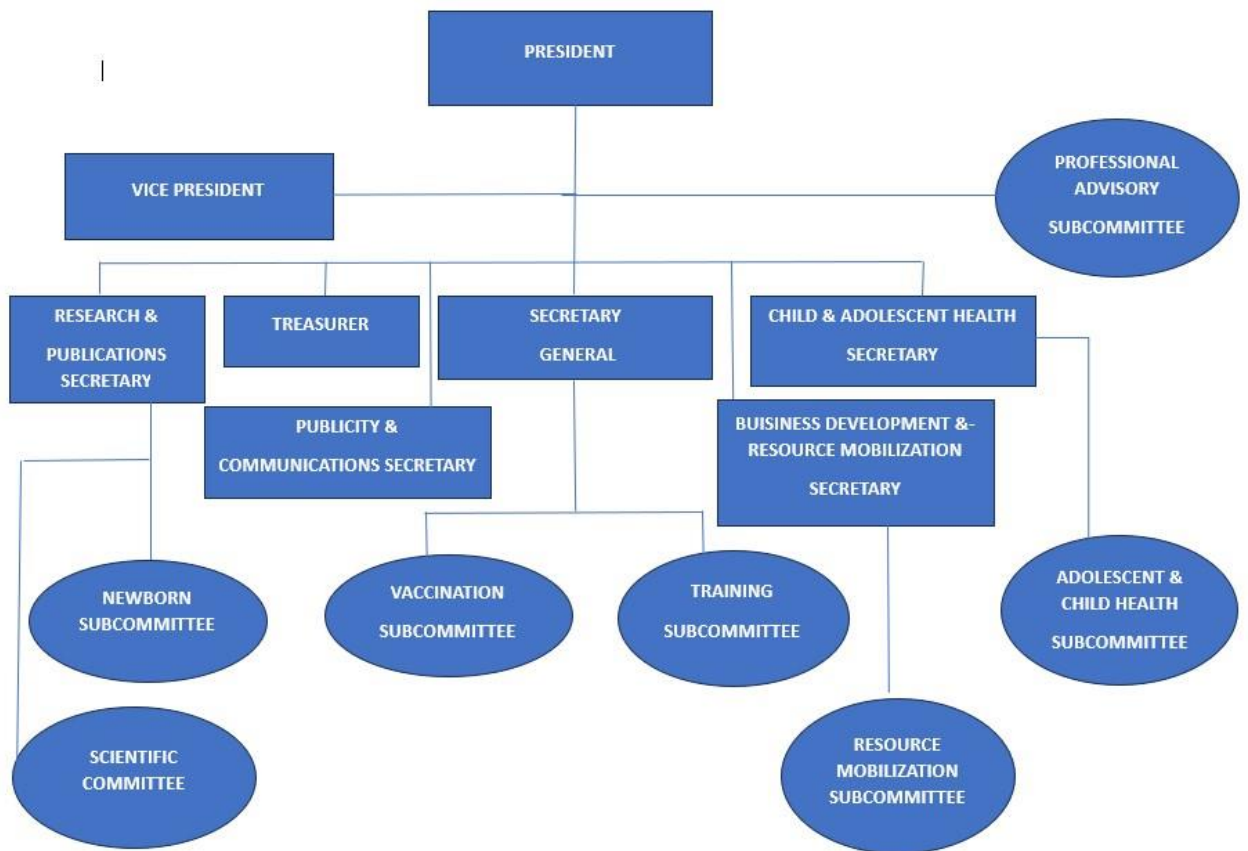 PRESIDENT
VICE PRESIDENT
PROFESSIONAL
ADVISORY
SUBCOMMITTEE
RESEARCH &
PUBLICATIONS
SECRETARY
TREASURER
SECRETARY
GENERAL
CHILD & ADOLESCENT HEALTH
SECRETARY
PUBLICITY &
COMMUNICATIONS SECRETARY
BUISINESS DEVELOPMENT &-
RESOURCE MOBILIZATION
SECRETARY
NEWBORN
SUBCOMMITTEE
VACCINATION
SUBCOMMITTEE
TRAINING
SUBCOMMITTEE
ADOLESCENT &
CHILD HEALTH
SUBCOMMITTEE
SCIENTIFIC
COMMITTEE
RESOURCE
MOBILIZATION
SUBCOMMITTEE